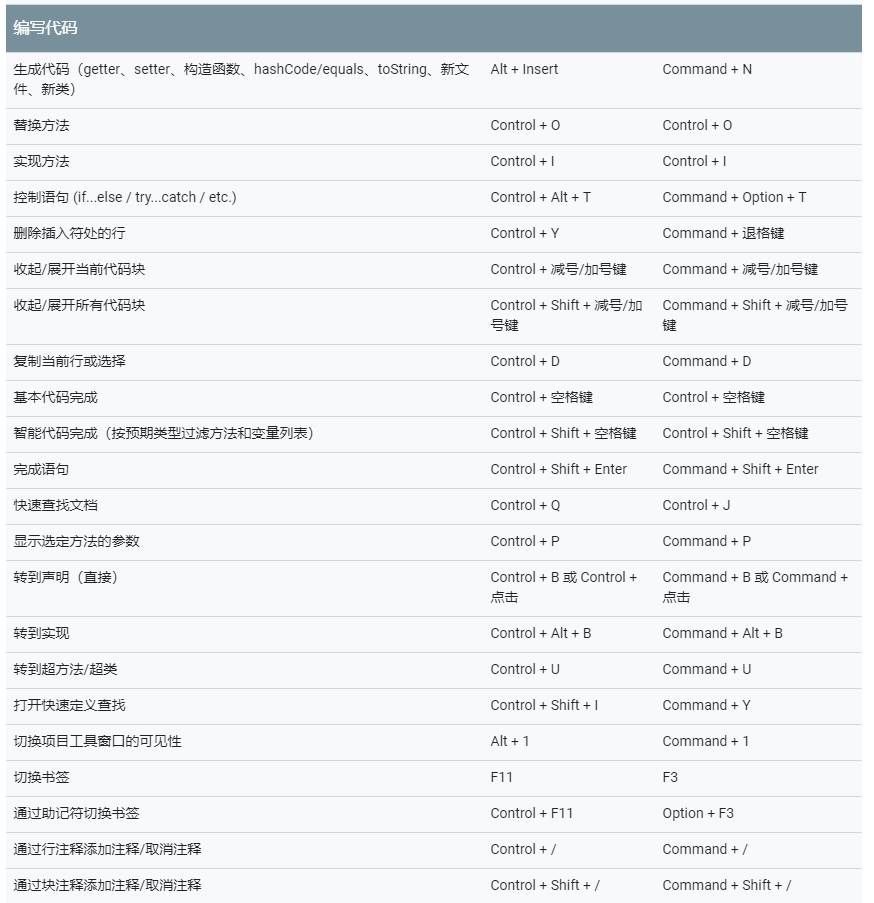 编写代码
生成代码（getter、setter、构造函数、hashCode/equals、toString、新文 Alt + Insert Command + N
件、新类）
替换方法 Control + O Control + O
实现方法 Control + I Control + I
控制语句 (if...else / try...catch / etc.) Control + Alt + T Command + Option + T
删除插入符处的行 Control + Y Command + 退格键
收起/展开当前代码块 Control + 减号/加号键 Command + 减号/加号键
收起/展开所有代码块 Control + Shift + 减号/加 Command + Shift + 减号/加号
号键 键
复制当前行或选择 Control + D Command + D
基本代码完成 Control + 空格键 Control + 空格键
智能代码完成（按预期类型过滤方法和变量列表） Control + Shift + 空格键 Control + Shift + 空格键
完成语句 Control + Shift + Enter Command + Shift + Enter
快速查找文档 Control + Q Control + J
显示选定方法的参数 Control + P Command + P
转到声明（直接） Control + B 或 Control + Command + B 或 Command +
点击 点击
转到实现 Control + Alt + B Command + Alt + B
转到超方法/超类 Control + U Command + U
打开快速定义查找 Control + Shift + I Command + Y
切换项目工具窗口的可见性 Alt + 1 Command + 1
切换书签 F11 F3
通过助记符切换书签 Control + F11 Option + F3
通过行注释添加注释/取消注释 Control + / Command + /
通过块注释添加注释/取消注释 Control + Shift + / Command + Shift + /